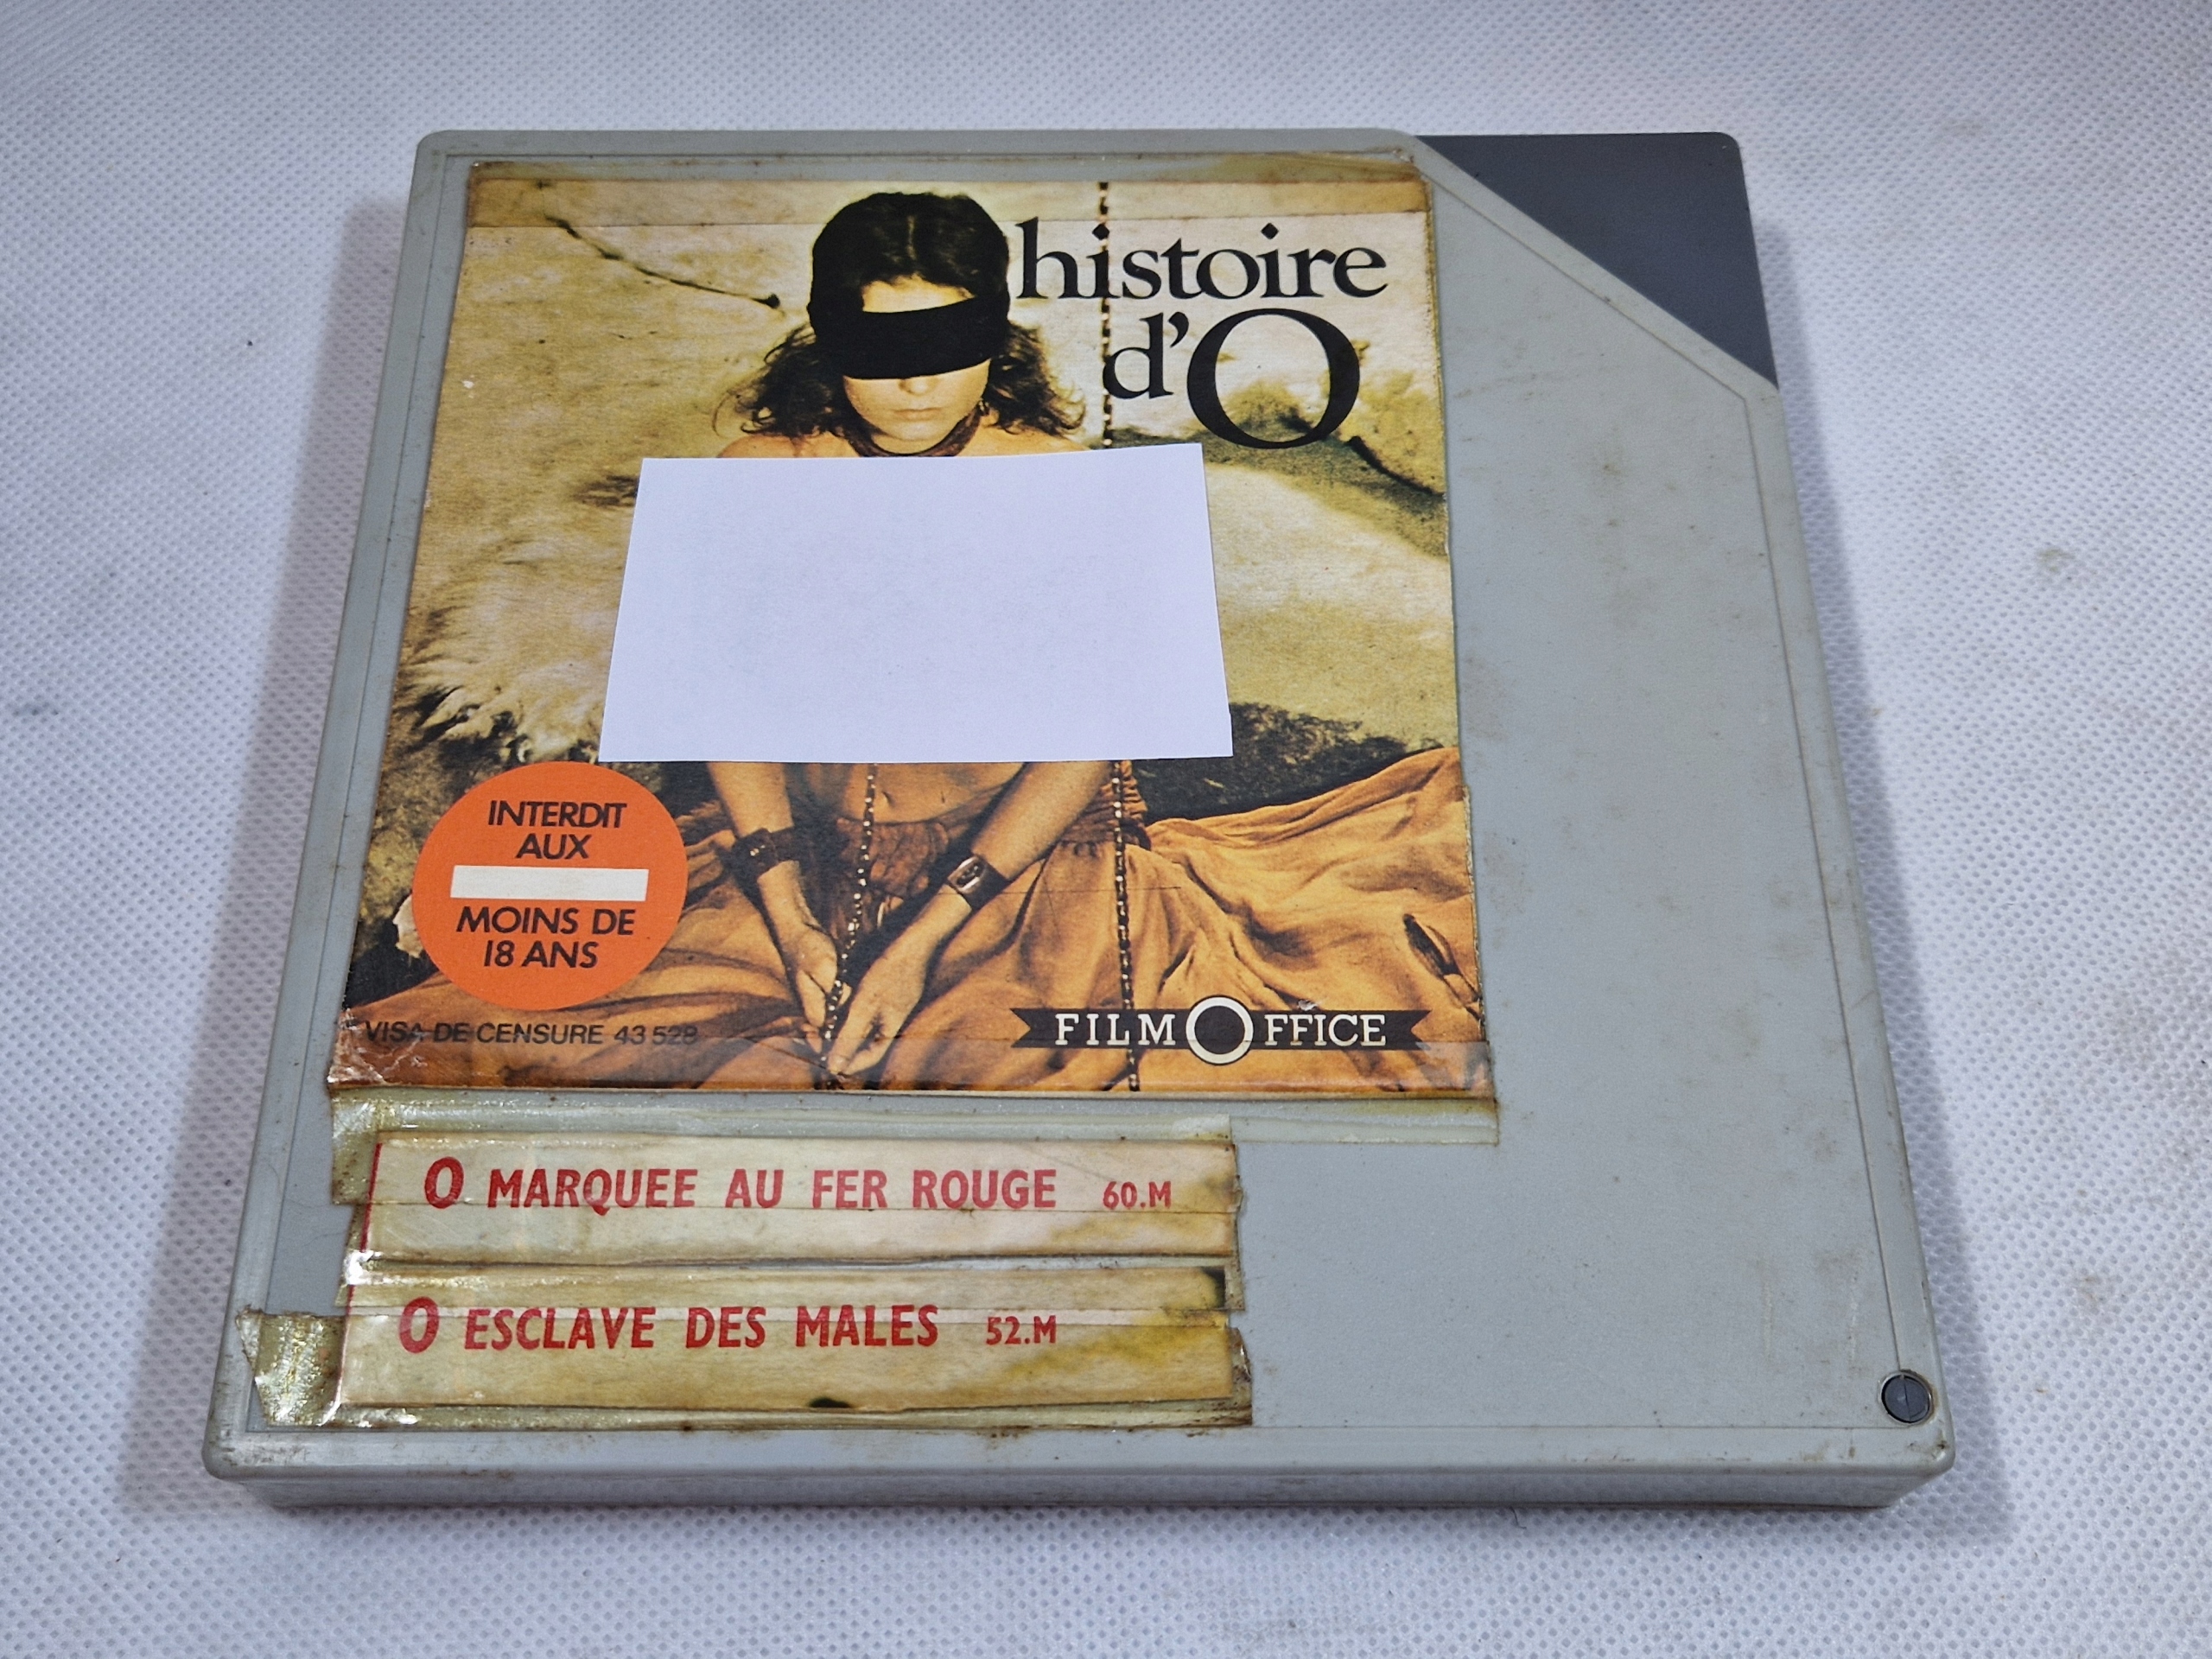 histoire
d'O
INTERDIT
AUX
MOINS DE
18 ANS
VISA DE CENSURE 43 528
FILM OFFICE
O MARQUEE AU FER ROUGE 60.M
O ESCLAVE DES MALES 52.M